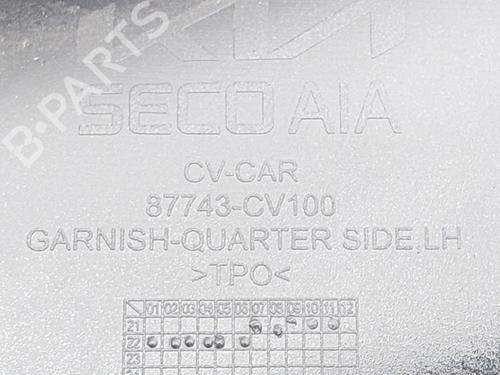 B-PARTS
KIA
SECO AIA
CV-CAR
87743-CV100
GARNISH-QUARTER SIDE,LH
>TPO<
01 02 03 04 05 06 07 08 09 10 11 12
21
22
23